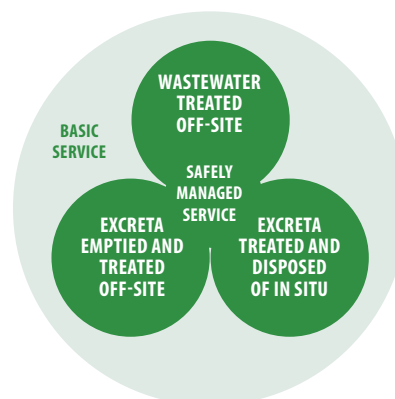 WASTEWATER
TREATED
OFF-SITE
BASIC
SERVICE
SAFELY
MANAGED
SERVICE
EXCRETA
EMPTIED AND
TREATED
OFF-SITE
EXCRETA
TREATED AND
DISPOSED
OF IN SITU